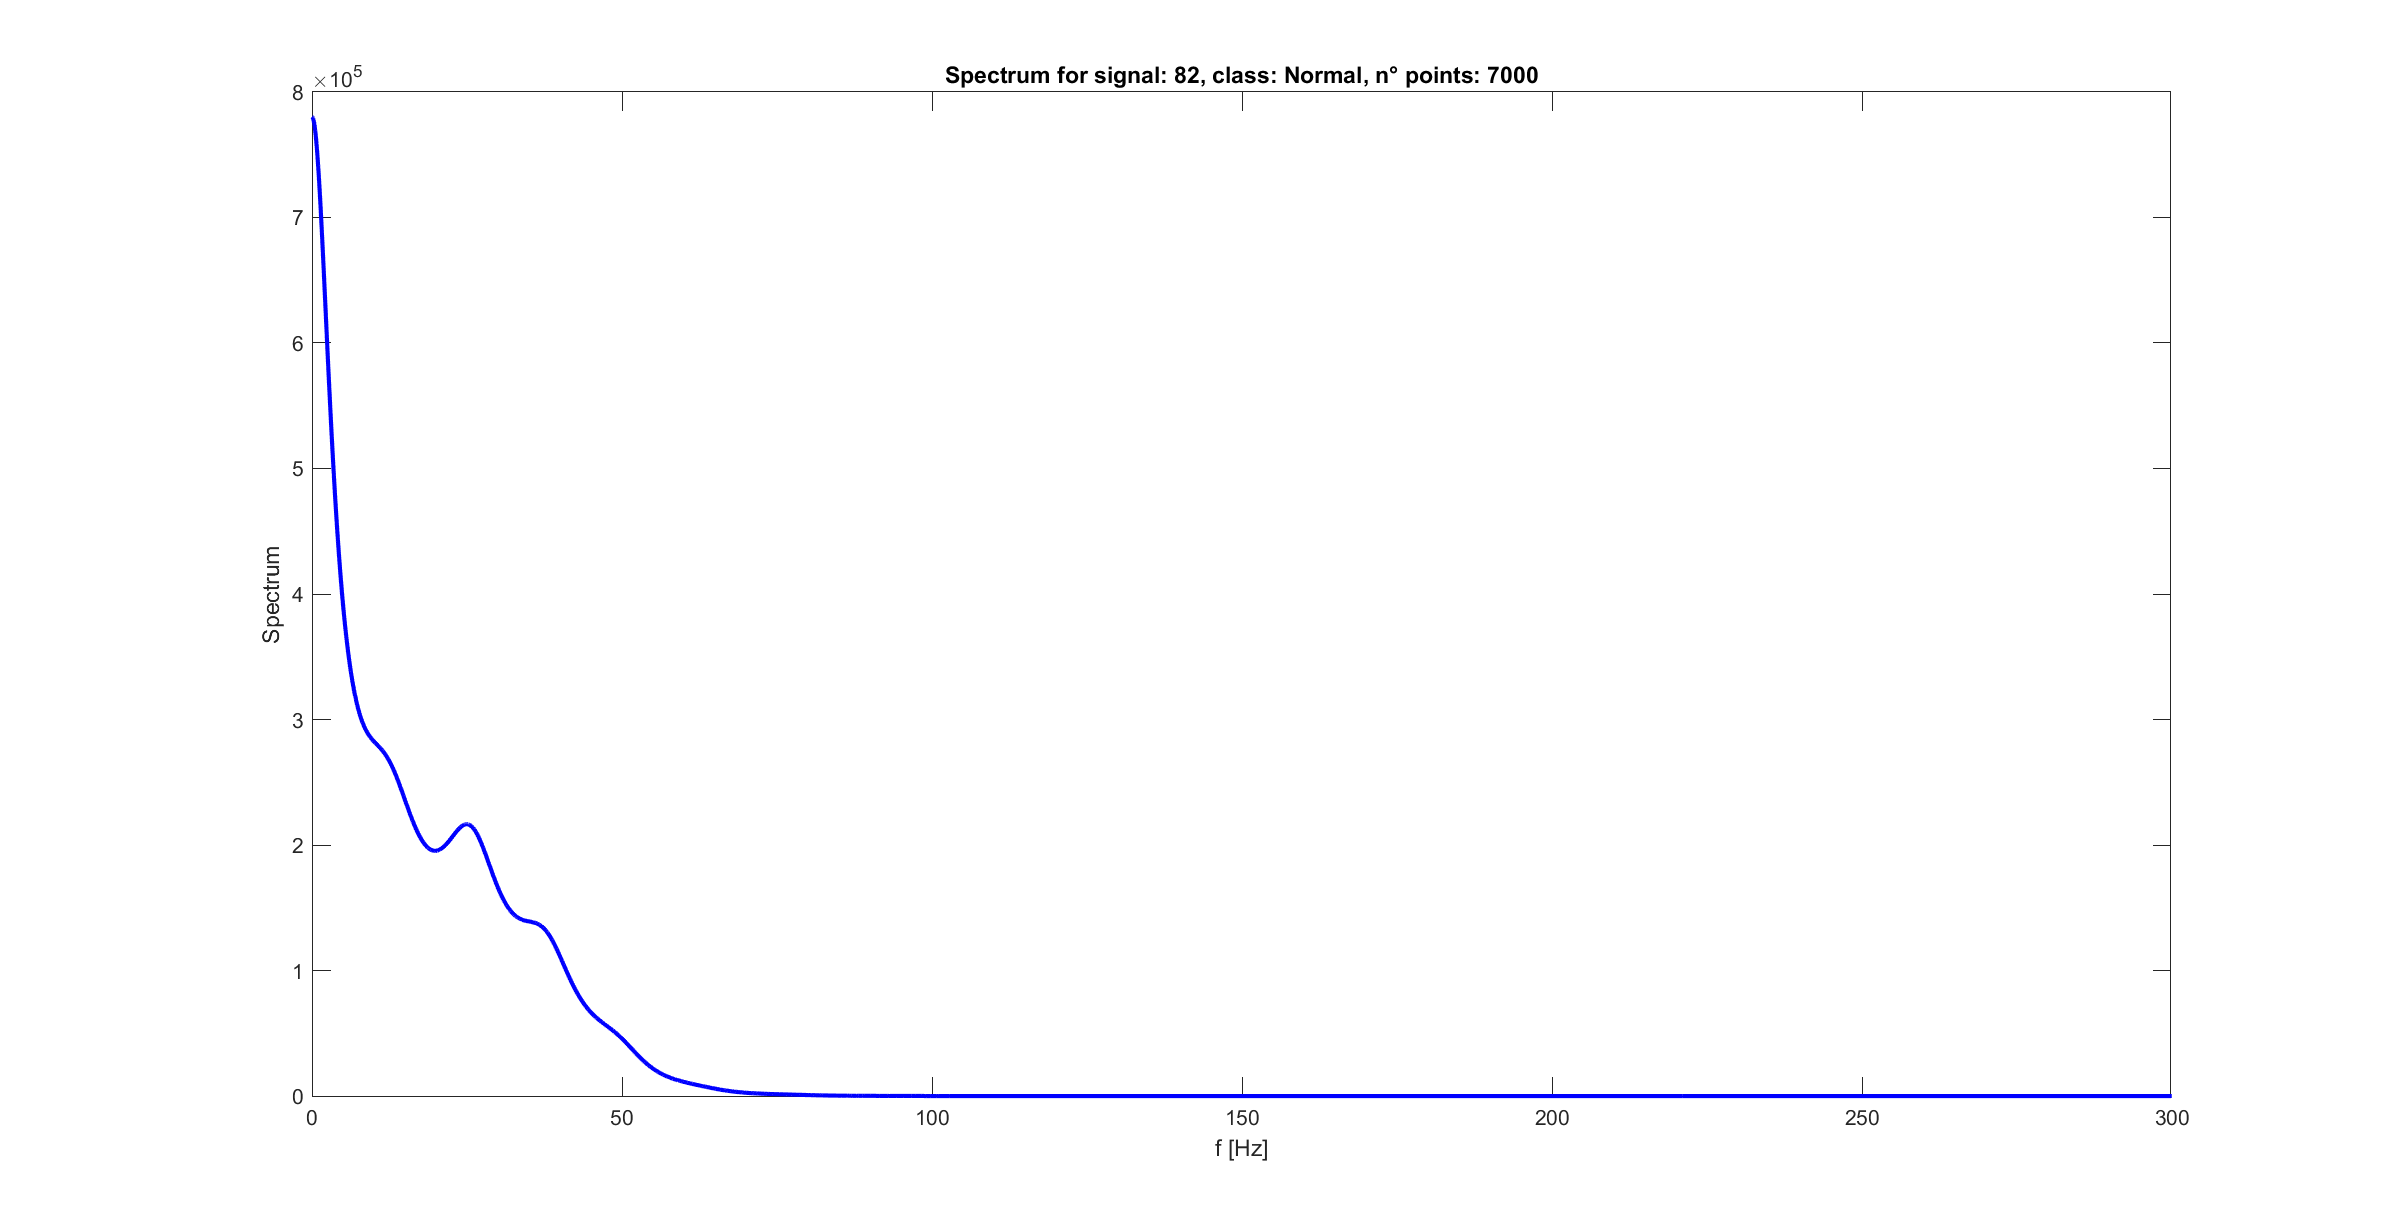 Spectrum for signal: 82, class: Normal, n° points: 7000
×10^5
8
7
6
5
4
3
2
1
0
Spectrum
0 50 100 150 200 250 300
f [Hz]